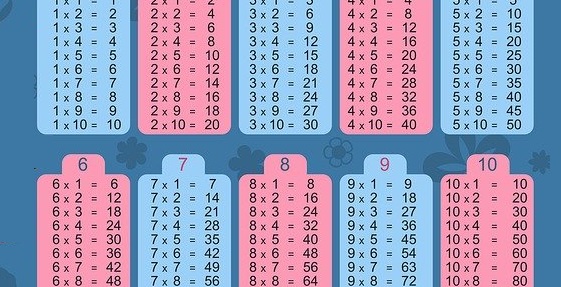 1 x 1 = 1
1 x 2 = 2
1 x 3 = 3
1 x 4 = 4
1 x 5 = 5
1 x 6 = 6
1 x 7 = 7
1 x 8 = 8
1 x 9 = 9
1 x 10 = 10
2 x 1 = 2
2 x 2 = 4
2 x 3 = 6
2 x 4 = 8
2 x 5 = 10
2 x 6 = 12
2 x 7 = 14
2 x 8 = 16
2 x 9 = 18
2 x 10 = 20
3 x 1 = 3
3 x 2 = 6
3 x 3 = 9
3 x 4 = 12
3 x 5 = 15
3 x 6 = 18
3 x 7 = 21
3 x 8 = 24
3 x 9 = 27
3 x 10 = 30
4 x 1 = 4
4 x 2 = 8
4 x 3 = 12
4 x 4 = 16
4 x 5 = 20
4 x 6 = 24
4 x 7 = 28
4 x 8 = 32
4 x 9 = 36
4 x 10 = 40
5 x 1 = 5
5 x 2 = 10
5 x 3 = 15
5 x 4 = 20
5 x 5 = 25
5 x 6 = 30
5 x 7 = 35
5 x 8 = 40
5 x 9 = 45
5 x 10 = 50
6
6 x 1 = 6
6 x 2 = 12
6 x 3 = 18
6 x 4 = 24
6 x 5 = 30
6 x 6 = 36
6 x 7 = 42
6 x 8 = 48
7
7 x 1 = 7
7 x 2 = 14
7 x 3 = 21
7 x 4 = 28
7 x 5 = 35
7 x 6 = 42
7 x 7 = 49
7 x 8 = 56
8
8 x 1 = 8
8 x 2 = 16
8 x 3 = 24
8 x 4 = 32
8 x 5 = 40
8 x 6 = 48
8 x 7 = 56
8 x 8 = 64
9
9 x 1 = 9
9 x 2 = 18
9 x 3 = 27
9 x 4 = 36
9 x 5 = 45
9 x 6 = 54
9 x 7 = 63
9 x 8 = 72
10
10 x 1 = 10
10 x 2 = 20
10 x 3 = 30
10 x 4 = 40
10 x 5 = 50
10 x 6 = 60
10 x 7 = 70
10 x 8 = 80